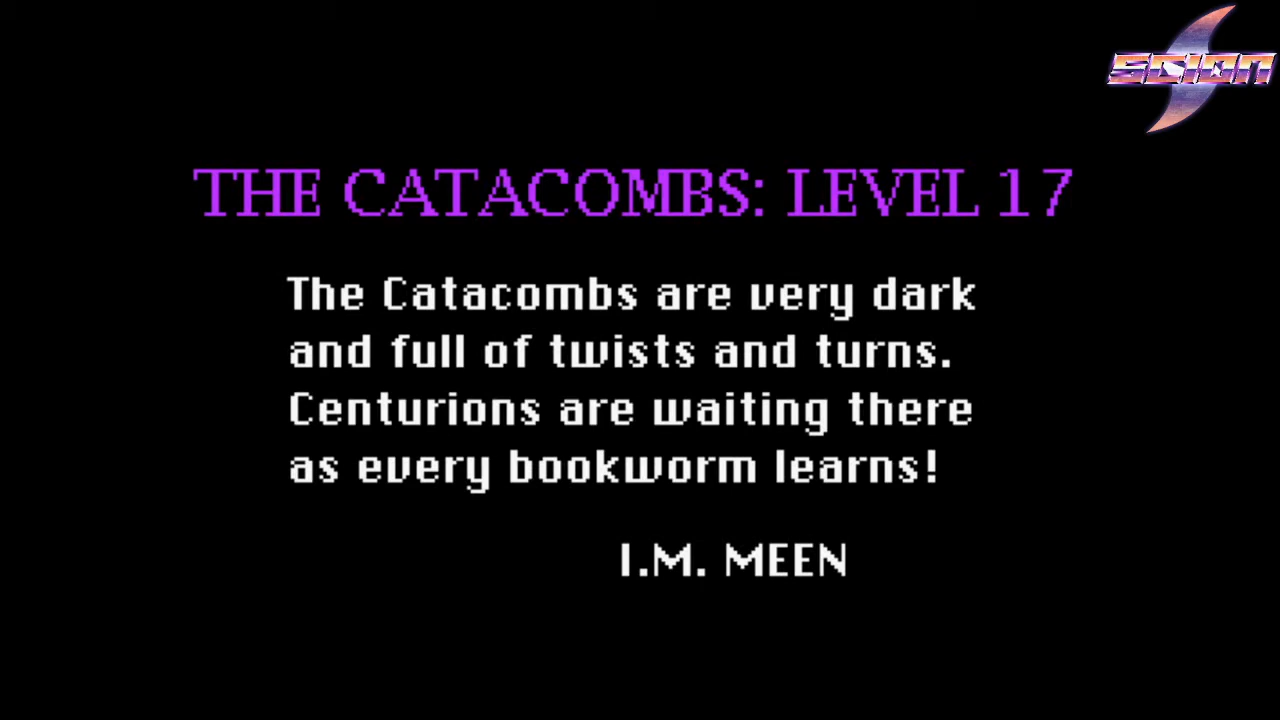 SCION
THE CATACOMBS: LEVEL 17
The Catacombs are very dark
and full of twists and turns.
Centurions are waiting there
as every bookworm learns!
I.M. MEEN